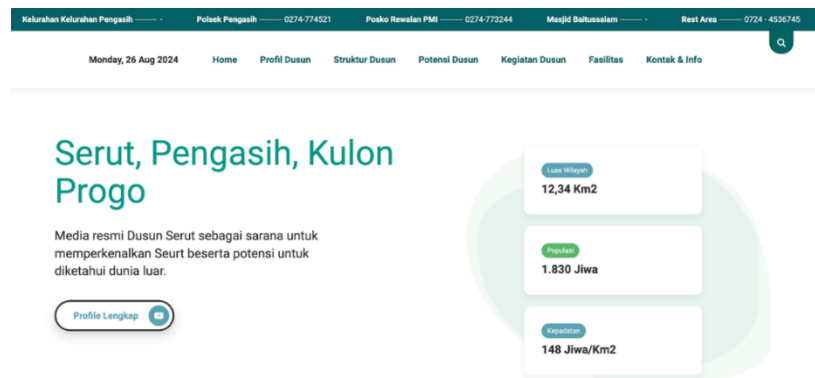 Kelurahan Kelurahan Pengasih ——— - Polsek Pengasih ——— 0274-774521 Posko Rewalan PMI ——— 0274-773244 Masjid Baitussalam ——— - Rest Area ——— 0724 - 4536745
Monday, 26 Aug 2024 Home Profil Dusun Struktur Dusun Potensi Dusun Kegiatan Dusun Fasilitas Kontak & Info
Serut, Pengasih, Kulon
Progo
Media resmi Dusun Serut sebagai sarana untuk
memperkenalkan Seurt beserta potensi untuk
diketahui dunia luar.
Profile Lengkap
Luas Wilayah
12,34 Km2
Populasi
1.830 Jiwa
Kepadatan
148 Jiwa/Km2